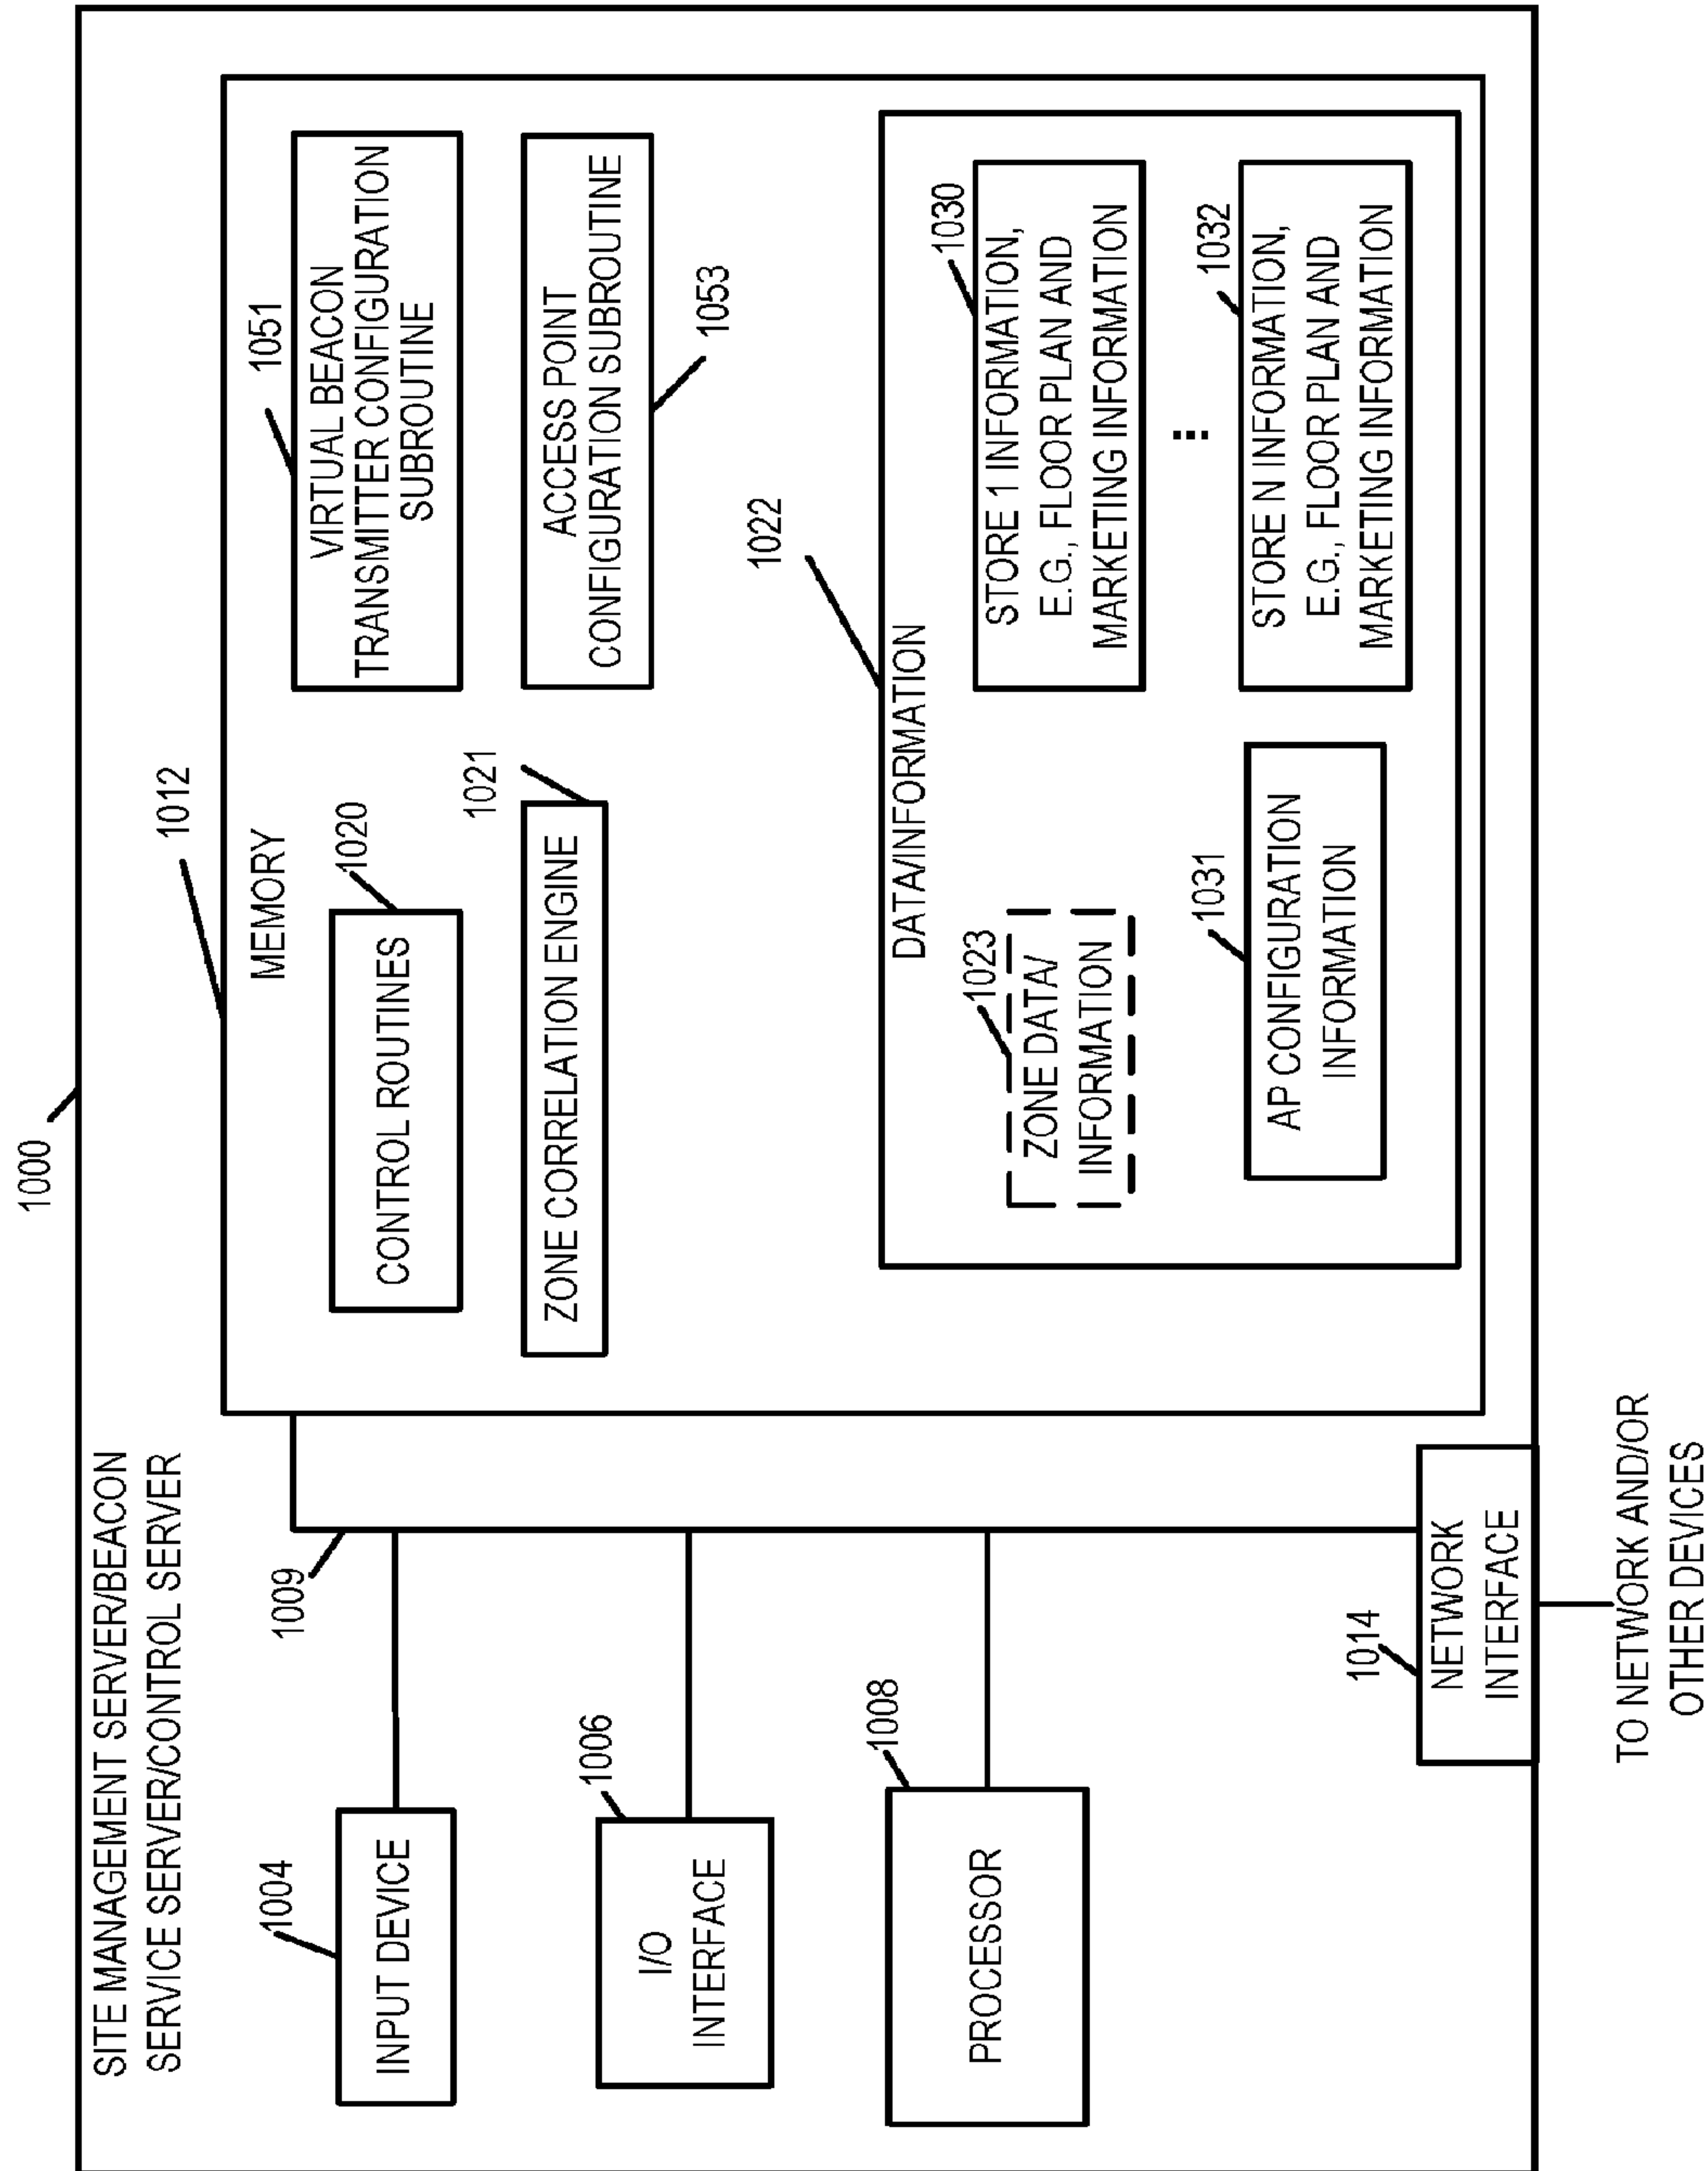 1000
SITE MANAGEMENT SERVER/BEACON
SERVICE SERVER/CONTROL SERVER
1004
INPUT DEVICE
1006
I/O
INTERFACE
1008
PROCESSOR
1009
1014
NETWORK
INTERFACE
TO NETWORK AND/OR
OTHER DEVICES
1012
MEMORY
1020
CONTROL ROUTINES
1021
ZONE CORRELATION ENGINE
1051
VIRTUAL BEACON
TRANSMITTER CONFIGURATION
SUBROUTINE
ACCESS POINT
CONFIGURATION SUBROUTINE
1053
1022
DATA/INFORMATION
1023
ZONE DATA/
INFORMATION
1031
AP CONFIGURATION
INFORMATION
1030
STORE 1 INFORMATION,
E.G., FLOOR PLAN AND
MARKETING INFORMATION
...
1032
STORE N INFORMATION,
E.G., FLOOR PLAN AND
MARKETING INFORMATION